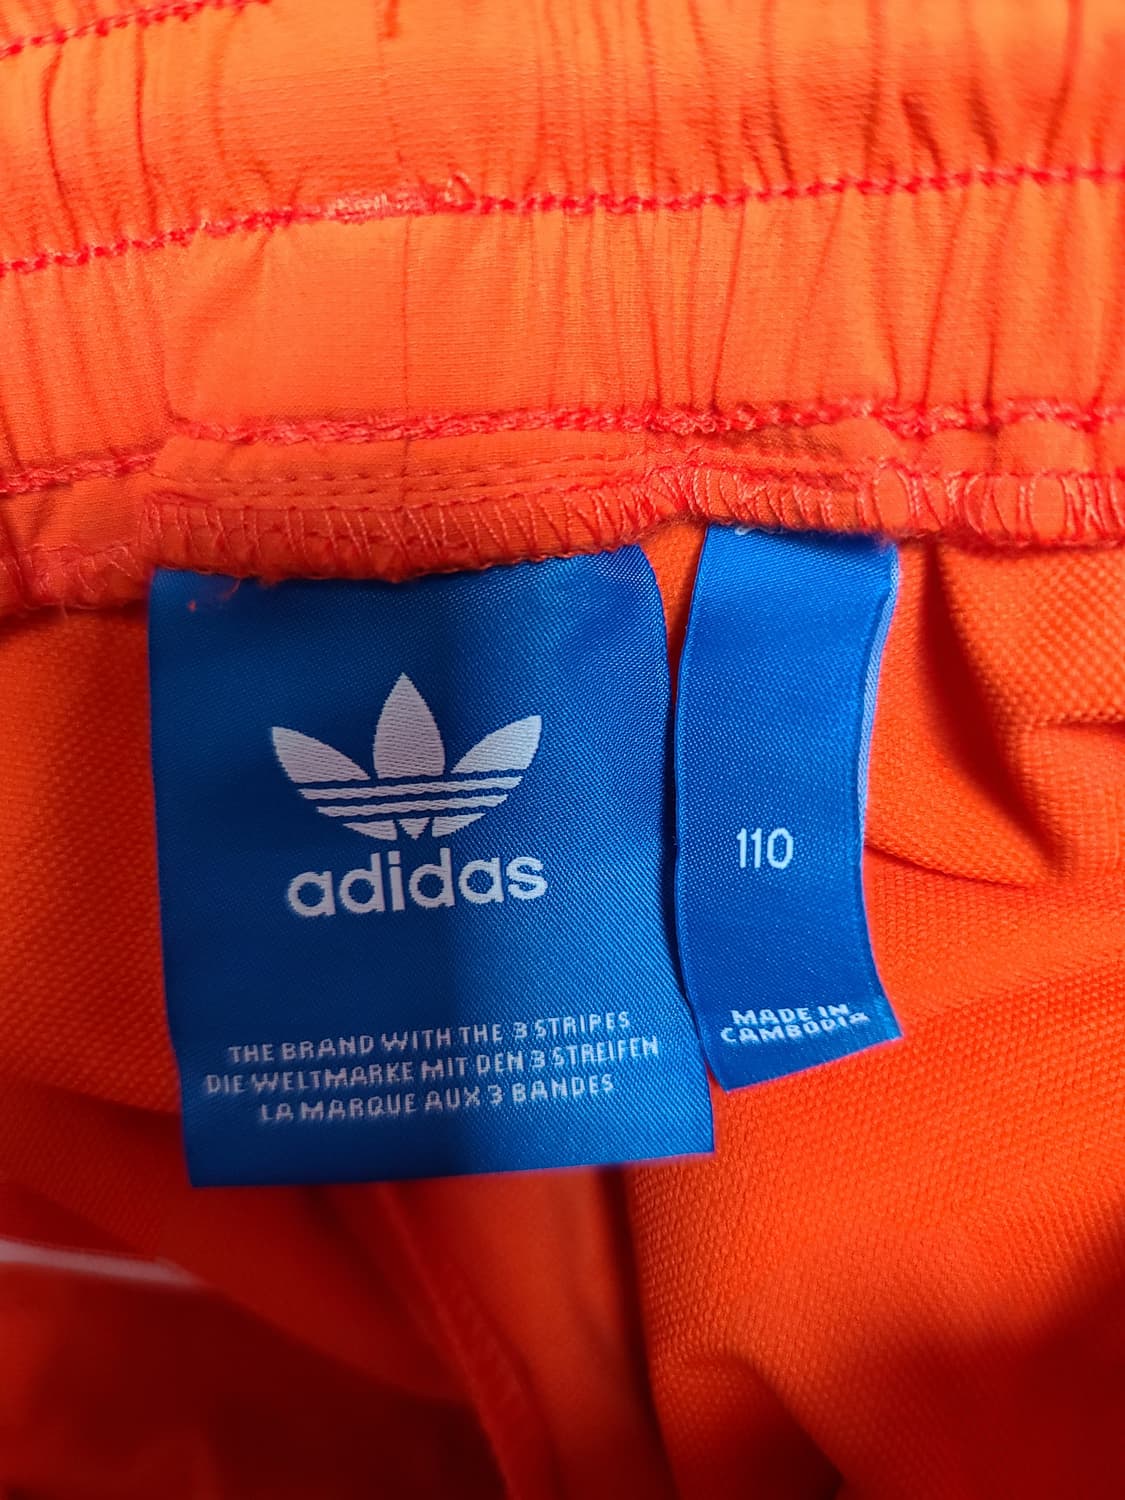 adidas
THE BRAND WITH THE 3 STRIPES
DIE WELTMARKE MIT DEN 3 STREIFEN
LA MARQUE AUX 3 BANDES
110
MADE IN
CAMBODIA